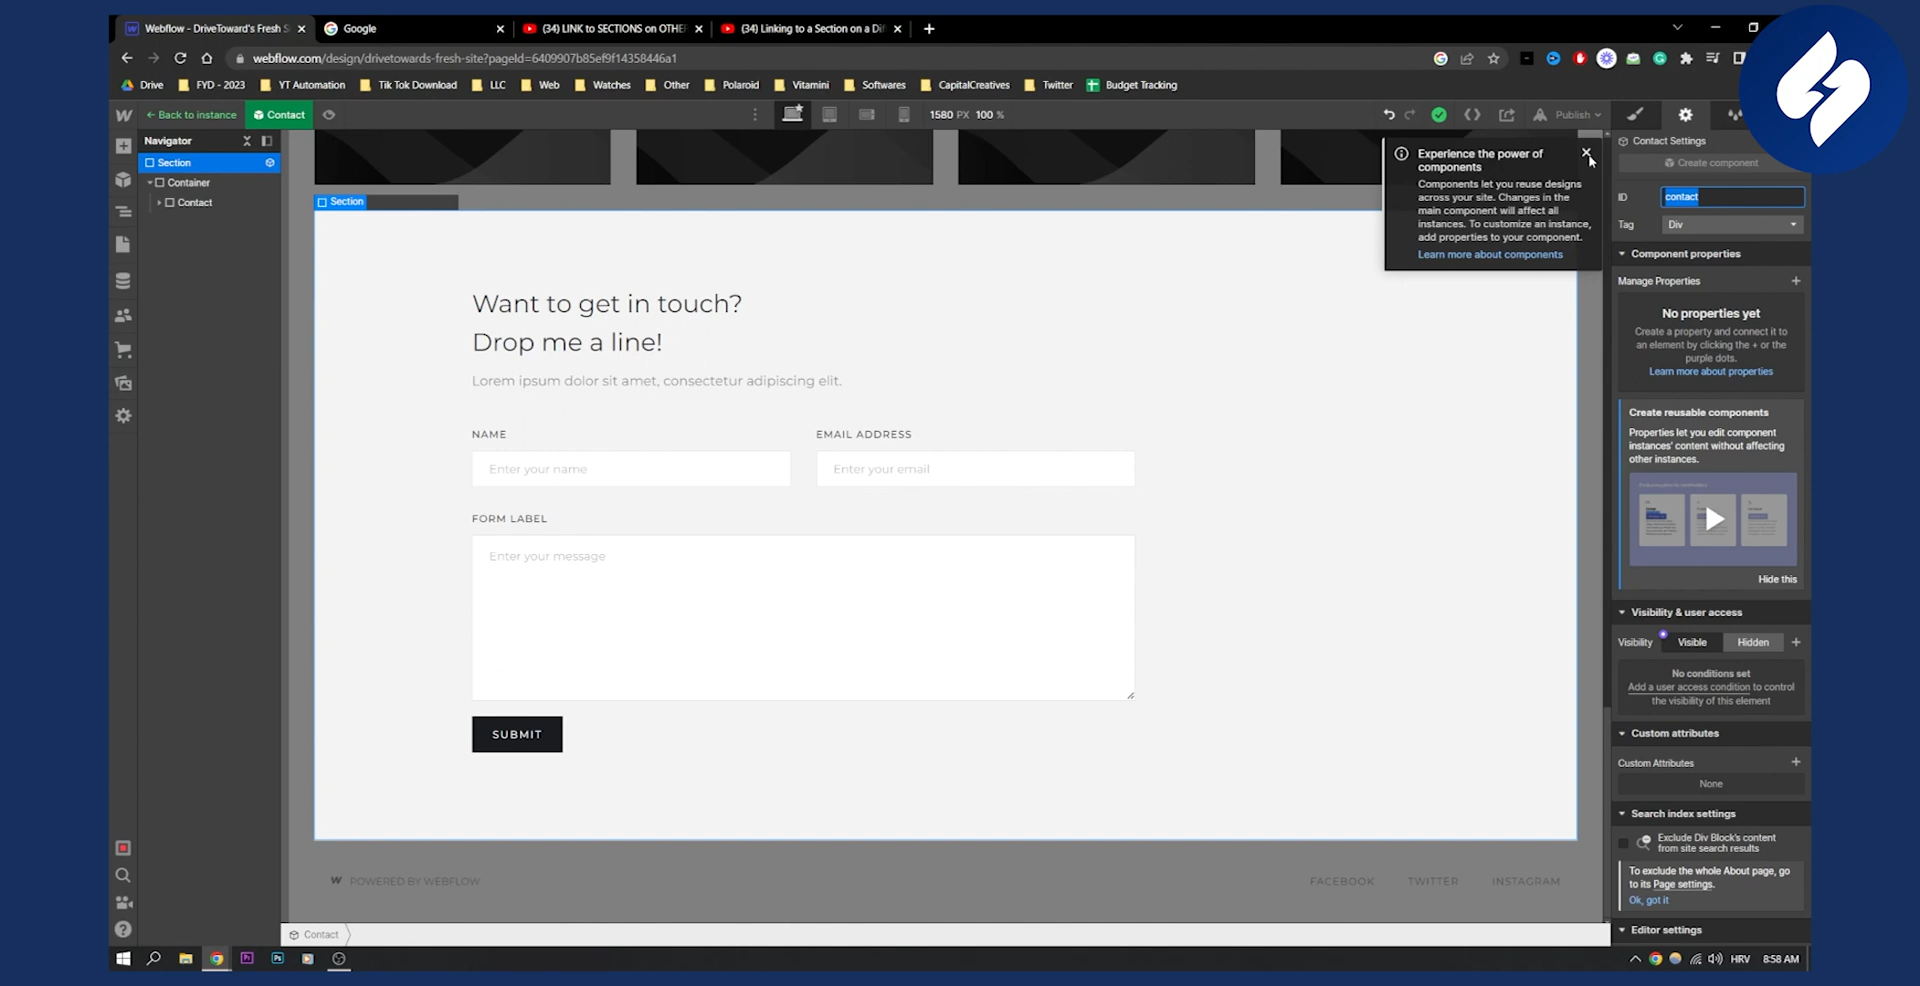 Webflow - DriveToward's Fresh S
Google
(34) LINK to SECTIONS on OTHE
(34) Linking to a Section on a Di
webflow.com/design/drivetowards-fresh-site?pageId=6409907b85ef9f14358446a1
Drive
FYD - 2023
YT Automation
Tik Tok Download
LLC
Web
Watches
Other
Polaroid
Vitamini
Softwares
CapitalCreatives
Twitter
Budget Tracking
Back to instance
Contact
1580 PX 100 %
Publish
Navigator
Section
Container
Contact
Section
Experience the power of
components
Components let you reuse designs
across your site. Changes in the
main component will affect all
instances. To customize an instance,
add properties to your component.
Learn more about components
Want to get in touch?
Drop me a line!
Lorem ipsum dolor sit amet, consectetur adipiscing elit.
NAME
EMAIL ADDRESS
Enter your name
Enter your email
FORM LABEL
Enter your message
SUBMIT
POWERED BY WEBFLOW
FACEBOOK
TWITTER
INSTAGRAM
Contact
Contact Settings
Create component
ID
contact
Tag
Div
Component properties
Manage Properties
No properties yet
Create a property and connect it to
an element by clicking the + or the
purple dots.
Learn more about properties
Create reusable components
Properties let you edit component
instances' content without affecting
other instances.
Hide this
Visibility & user access
Visibility
Visible
Hidden
No conditions set
Add a user access condition to control
the visibility of this element
Custom attributes
Custom Attributes
None
Search index settings
Exclude Div Block's content
from site search results
To exclude the whole About page, go
to its Page settings.
Ok, got it
Editor settings
HRV
8:58 AM